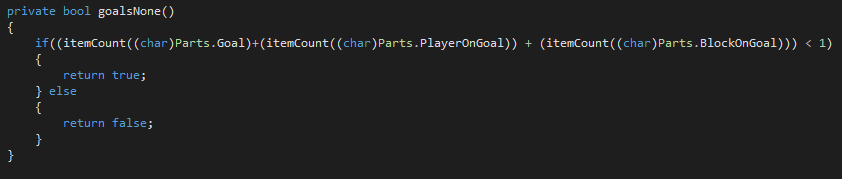 private bool goalsNone()
{
if((itemCount((char)Parts.Goal)+(itemCount((char)Parts.PlayerOnGoal)) + (itemCount((char)Parts.BlockOnGoal))) < 1)
{
return true;
} else
{
return false;
}
}